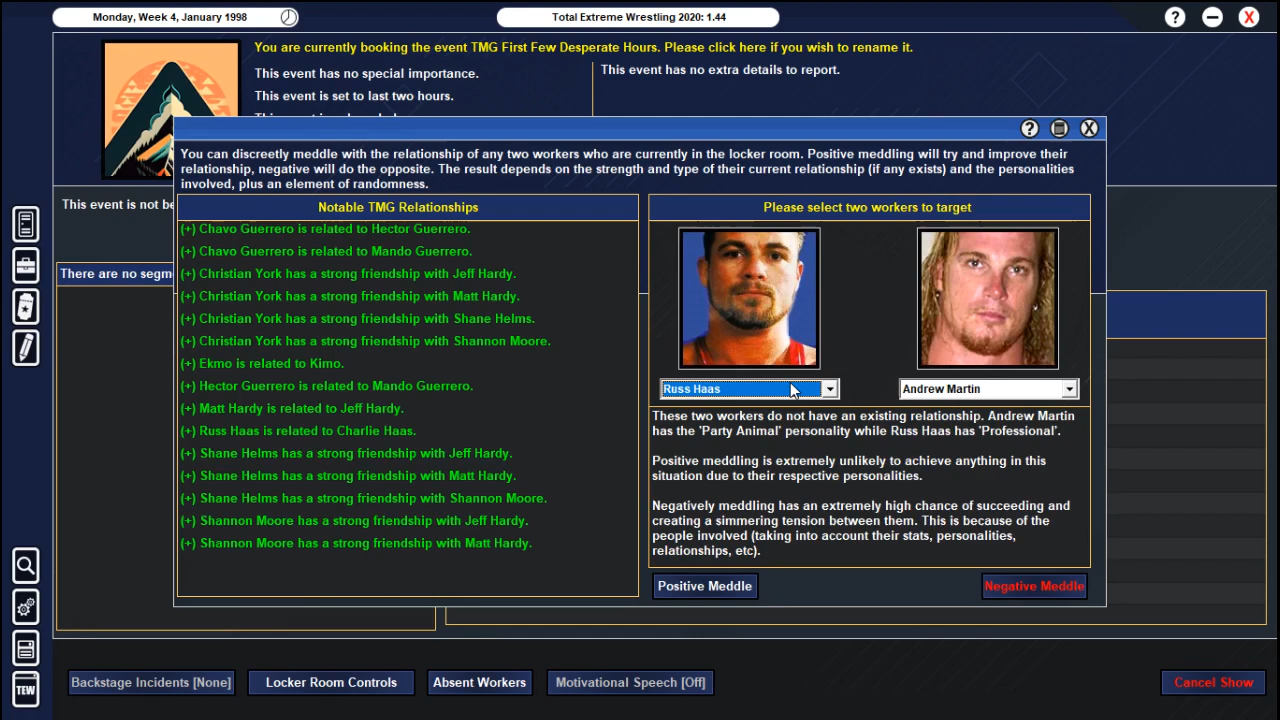 Monday, Week 4, January 1998
Total Extreme Wrestling 2020: 1.44
?
X
You are currently booking the event TMG First Few Desperate Hours. Please click here if you wish to rename it.
This event has no special importance.
This event has no extra details to report.
This event is set to last two hours.
? X
You can discreetly meddle with the relationship of any two workers who are currently in the locker room. Positive meddling will try and improve their
relationship, negative will do the opposite. The result depends on the strength and type of their current relationship (if any exists) and the personalities
involved, plus an element of randomness.
This event is not be
There are no segm
Notable TMG Relationships
(+) Chavo Guerrero is related to Hector Guerrero.
(+) Chavo Guerrero is related to Mando Guerrero.
(+) Christian York has a strong friendship with Jeff Hardy.
(+) Christian York has a strong friendship with Matt Hardy.
(+) Christian York has a strong friendship with Shane Helms.
(+) Christian York has a strong friendship with Shannon Moore.
(+) Ekmo is related to Kimo.
(+) Hector Guerrero is related to Mando Guerrero.
(+) Matt Hardy is related to Jeff Hardy.
(+) Russ Haas is related to Charlie Haas.
(+) Shane Helms has a strong friendship with Jeff Hardy.
(+) Shane Helms has a strong friendship with Matt Hardy.
(+) Shane Helms has a strong friendship with Shannon Moore.
(+) Shannon Moore has a strong friendship with Jeff Hardy.
(+) Shannon Moore has a strong friendship with Matt Hardy.
Please select two workers to target
Russ Haas
Andrew Martin
These two workers do not have an existing relationship. Andrew Martin
has the 'Party Animal' personality while Russ Haas has 'Professional'.
Positive meddling is extremely unlikely to achieve anything in this
situation due to their respective personalities.
Negatively meddling has an extremely high chance of succeeding and
creating a simmering tension between them. This is because of the
people involved (taking into account their stats, personalities,
relationships, etc).
Positive Meddle
Negative Meddle
TEW
Backstage Incidents [None]
Locker Room Controls
Absent Workers
Motivational Speech [Off]
Cancel Show